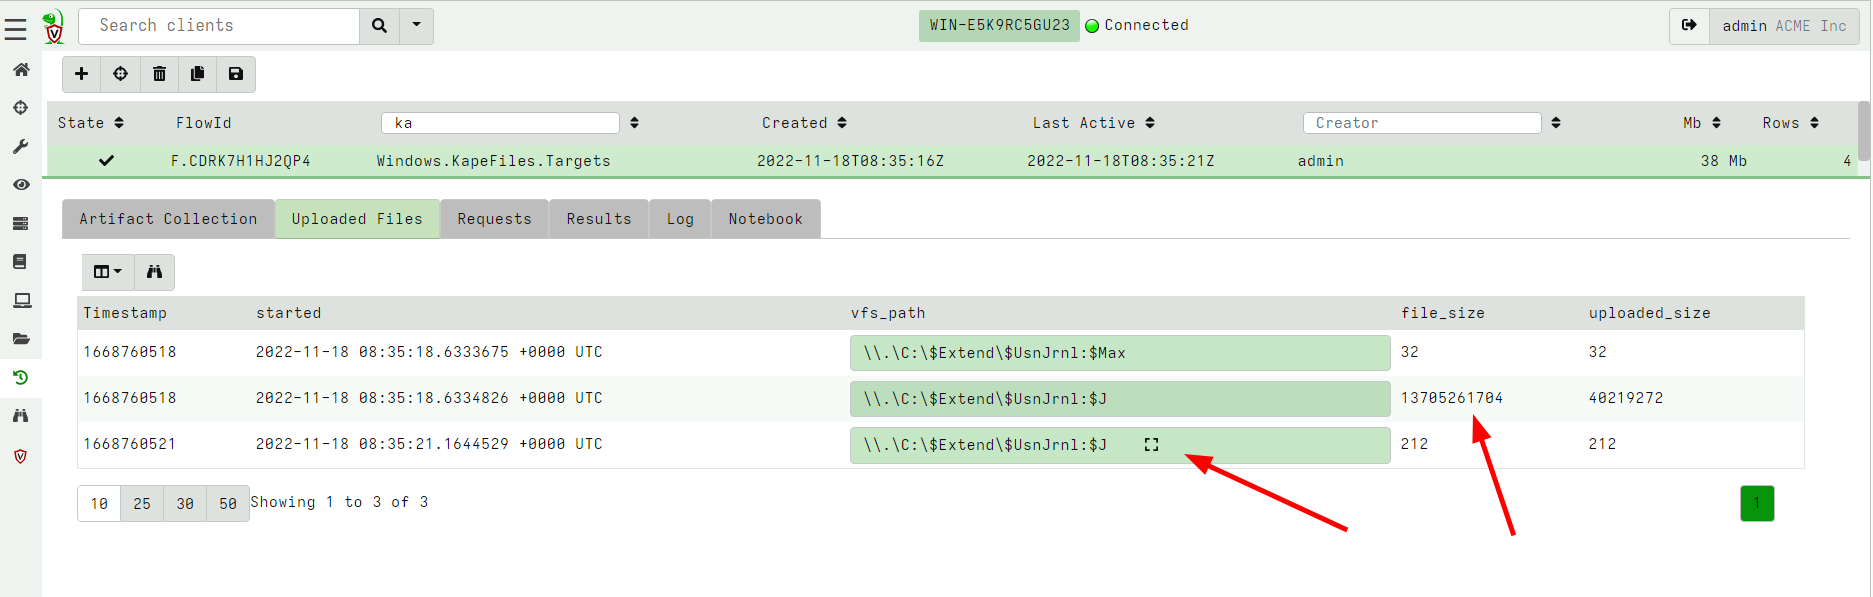 Search clients WIN-E5K9RC5GU23 Connected admin ACME Inc
State FlowId ka Created Last Active Creator Mb Rows
F.CDRK7H1HJ2QP4 Windows.KapeFiles.Targets 2022-11-18T08:35:16Z 2022-11-18T08:35:21Z admin 38 Mb 4
Artifact Collection Uploaded Files Requests Results Log Notebook
Timestamp started vfs_path file_size uploaded_size
1668760518 2022-11-18 08:35:18.6333675 +0000 UTC \\.\C:\$Extend\$UsnJrnl:$Max 32 32
1668760518 2022-11-18 08:35:18.6334826 +0000 UTC \\.\C:\$Extend\$UsnJrnl:$J 13705261704 40219272
1668760521 2022-11-18 08:35:21.1644529 +0000 UTC \\.\C:\$Extend\$UsnJrnl:$J 212 212
10 25 30 50 Showing 1 to 3 of 3 1